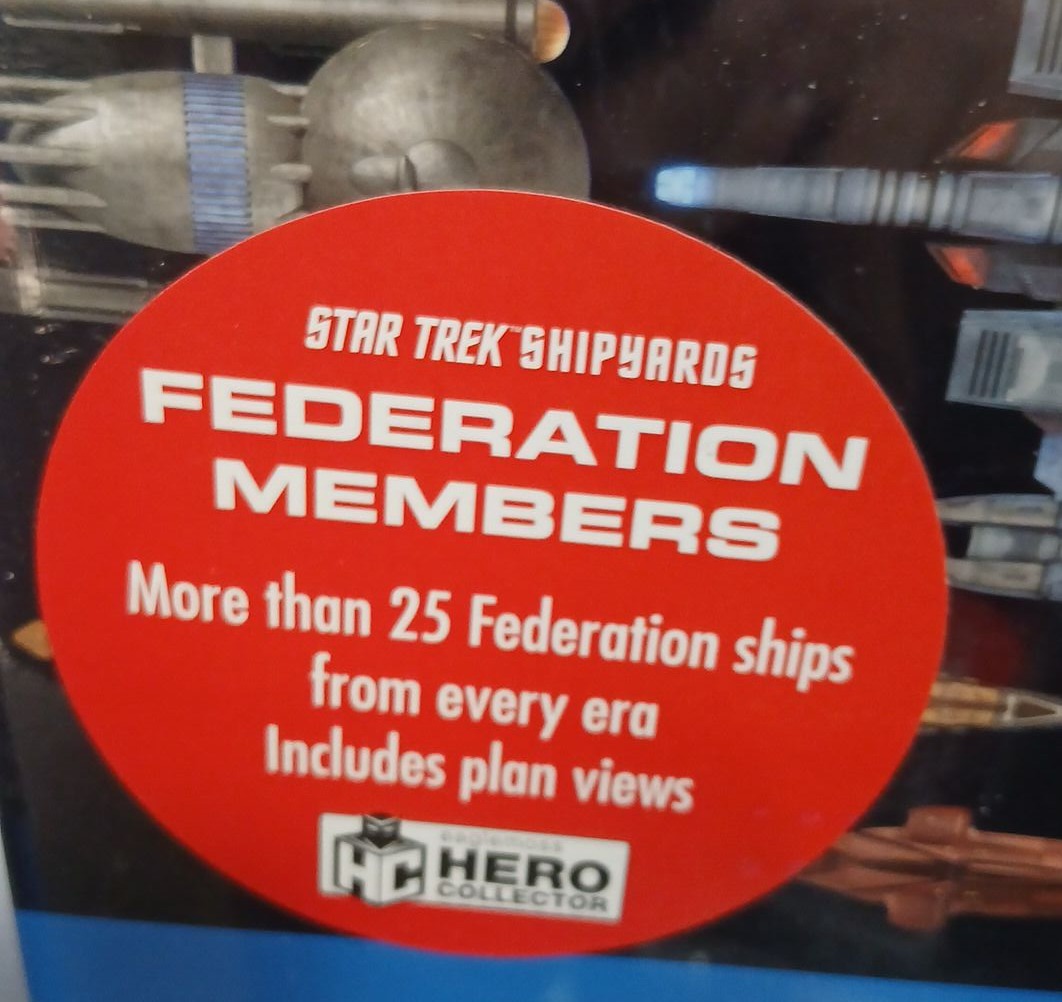 STAR TREK™ SHIPYARDS
FEDERATION
MEMBERS
More than 25 Federation ships
from every era
Includes plan views
eaglemoss
HC HERO
COLLECTOR